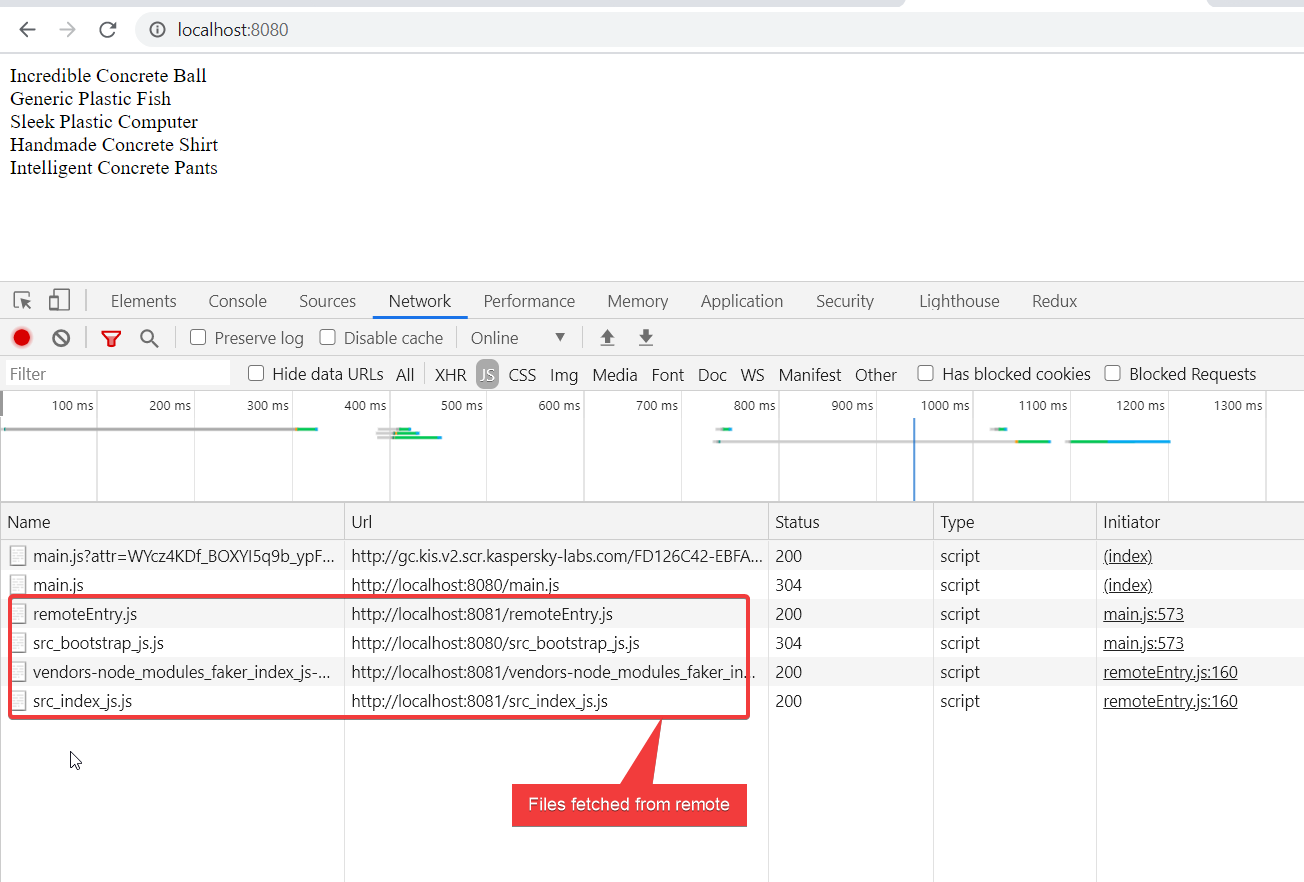 localhost:8080
Incredible Concrete Ball
Generic Plastic Fish
Sleek Plastic Computer
Handmade Concrete Shirt
Intelligent Concrete Pants
Elements Console Sources Network Performance Memory Application Security Lighthouse Redux
Preserve log Disable cache Online
Filter Hide data URLs All XHR JS CSS Img Media Font Doc WS Manifest Other Has blocked cookies Blocked Requests
100 ms 200 ms 300 ms 400 ms 500 ms 600 ms 700 ms 800 ms 900 ms 1000 ms 1100 ms 1200 ms 1300 ms
Name Url Status Type Initiator
main.js?attr=WYcz4KDf_BOXYI5q9b_ypF... http://gc.kis.v2.scr.kaspersky-labs.com/FD126C42-EBFA... 200 script (index)
main.js http://localhost:8080/main.js 304 script (index)
remoteEntry.js http://localhost:8081/remoteEntry.js 200 script main.js:573
src_bootstrap_js.js http://localhost:8080/src_bootstrap_js.js 304 script main.js:573
vendors-node_modules_faker_index_js-... http://localhost:8081/vendors-node_modules_faker_in... 200 script remoteEntry.js:160
src_index_js.js http://localhost:8081/src_index_js.js 200 script remoteEntry.js:160
Files fetched from remote